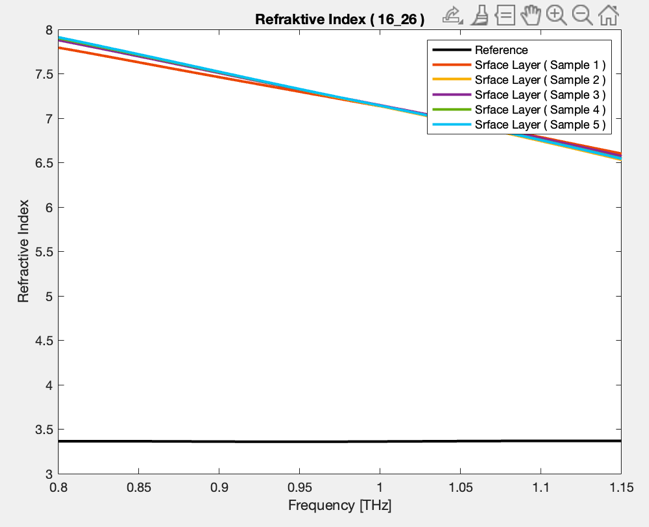 Refraktive Index ( 16_26 )
8
7.5
7
6.5
6
5.5
5
4.5
4
3.5
3
Refractive Index
Reference
Srface Layer ( Sample 1 )
Srface Layer ( Sample 2 )
Srface Layer ( Sample 3 )
Srface Layer ( Sample 4 )
Srface Layer ( Sample 5 )
0.8 0.85 0.9 0.95 1 1.05 1.1 1.15
Frequency [THz]